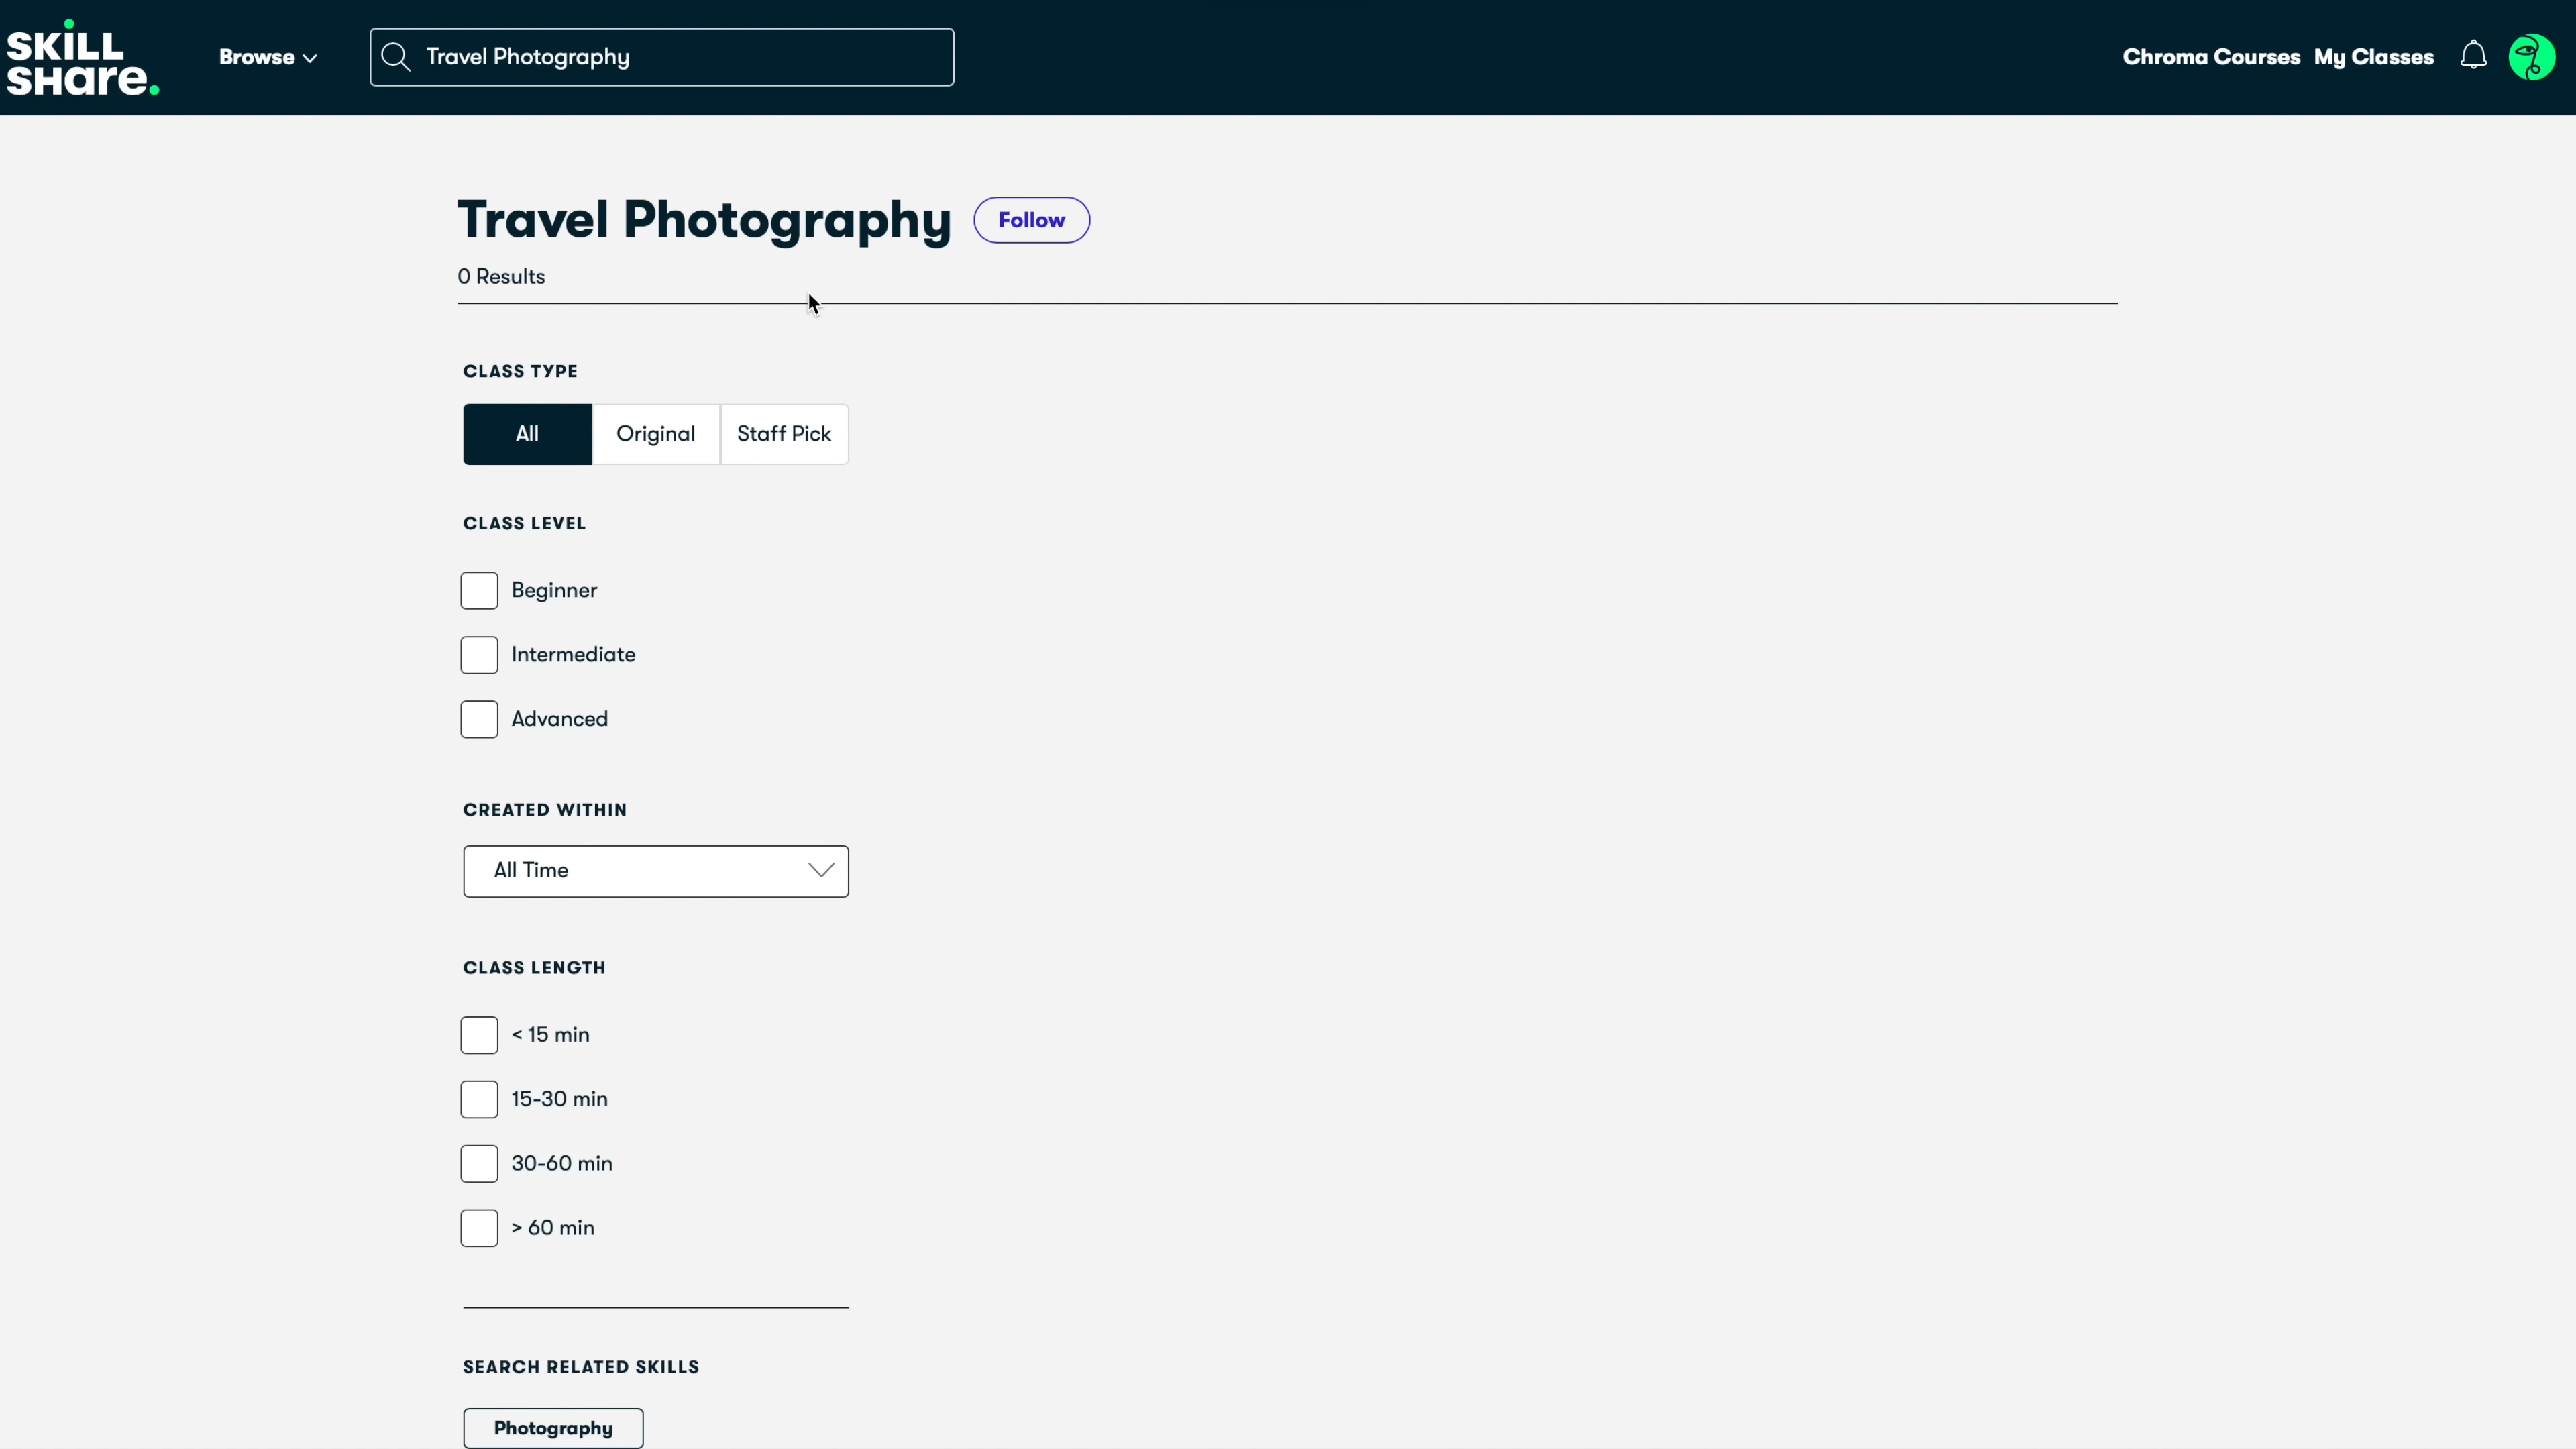 SKILL
SHare.
Browse
Travel Photography
Chroma Courses
My Classes
Travel Photography
Follow
0 Results
CLASS TYPE
All
Original
Staff Pick
CLASS LEVEL
Beginner
Intermediate
Advanced
CREATED WITHIN
All Time
CLASS LENGTH
< 15 min
15-30 min
30-60 min
> 60 min
SEARCH RELATED SKILLS
Photography